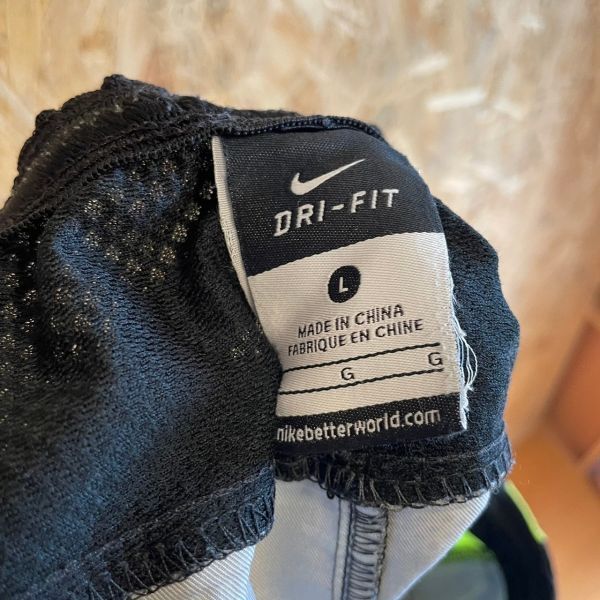 DRI-FIT
L
MADE IN CHINA
FABRIQUE EN CHINE
G G
nikebetterworld.com